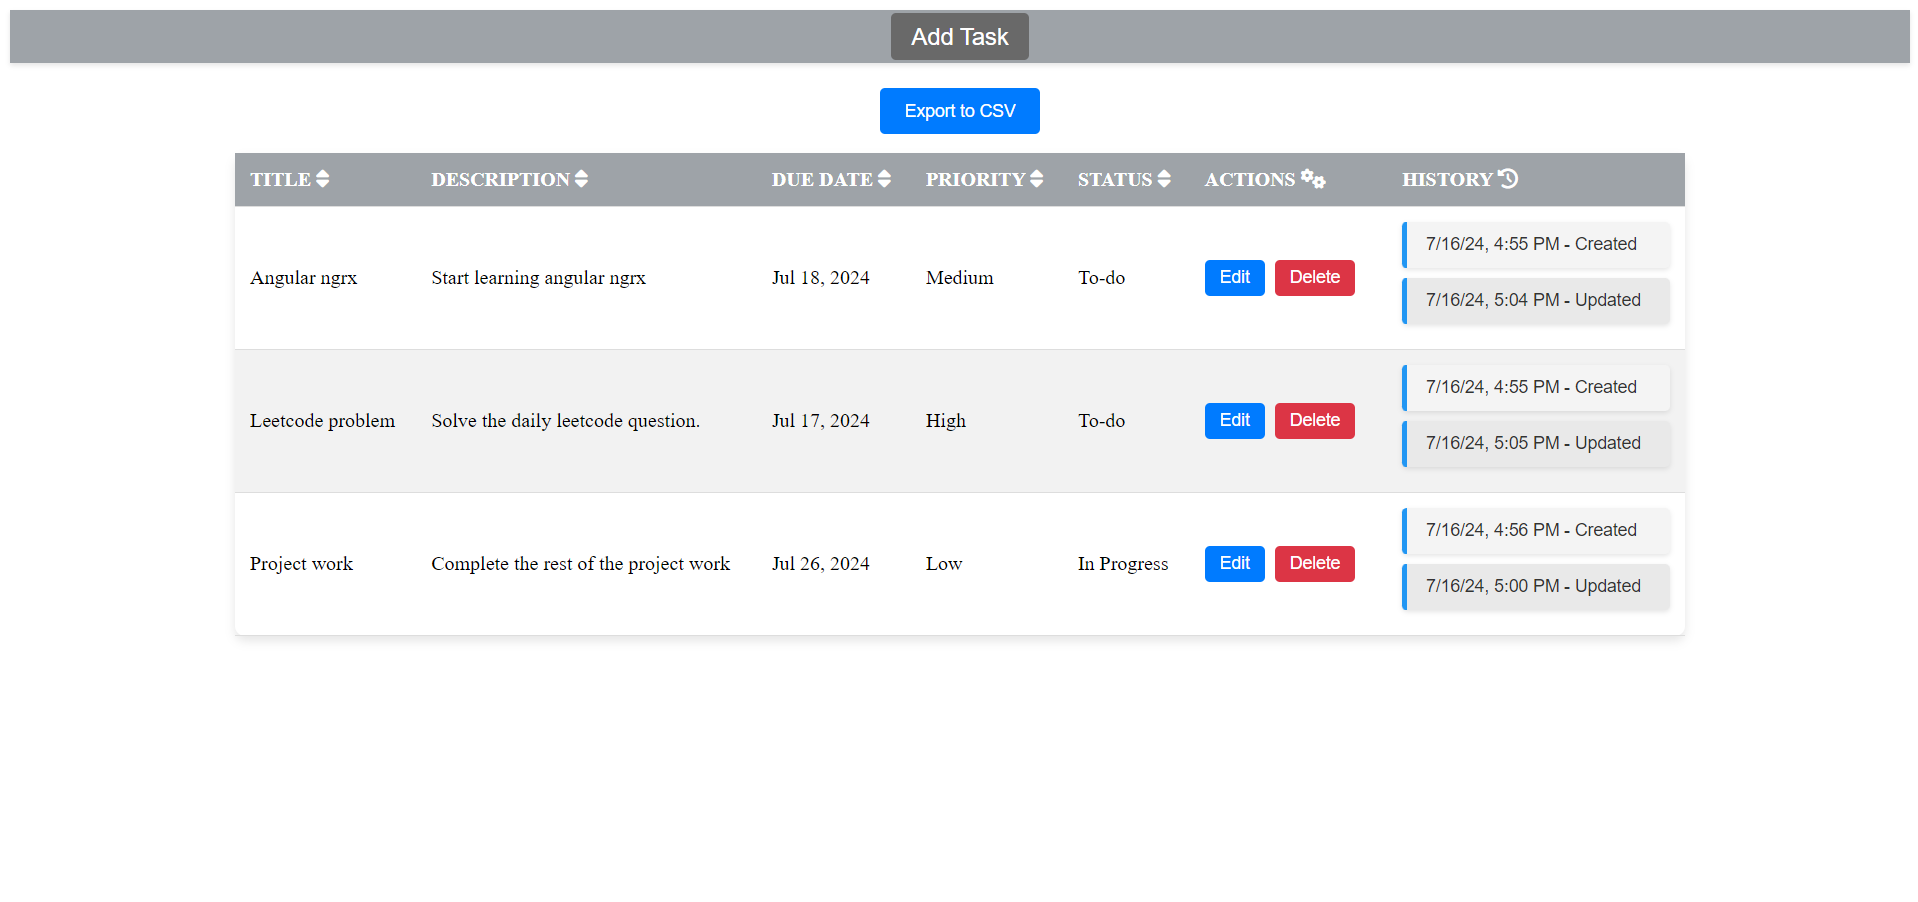 Add Task
Export to CSV
TITLE DESCRIPTION DUE DATE PRIORITY STATUS ACTIONS HISTORY
Angular ngrx Start learning angular ngrx Jul 18, 2024 Medium To-do Edit Delete
7/16/24, 4:55 PM - Created
7/16/24, 5:04 PM - Updated
Leetcode problem Solve the daily leetcode question. Jul 17, 2024 High To-do Edit Delete
7/16/24, 4:55 PM - Created
7/16/24, 5:05 PM - Updated
Project work Complete the rest of the project work Jul 26, 2024 Low In Progress Edit Delete
7/16/24, 4:56 PM - Created
7/16/24, 5:00 PM - Updated